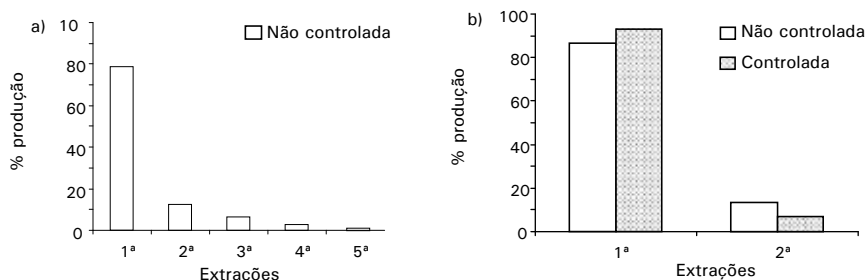 a)
10
80
60
40
20
0
% produção
Não controlada
1ª
2ª
3ª
4ª
5ª
Extrações
b)
100
80
60
40
20
0
% produção
Não controlada
Controlada
1ª
2ª
Extrações